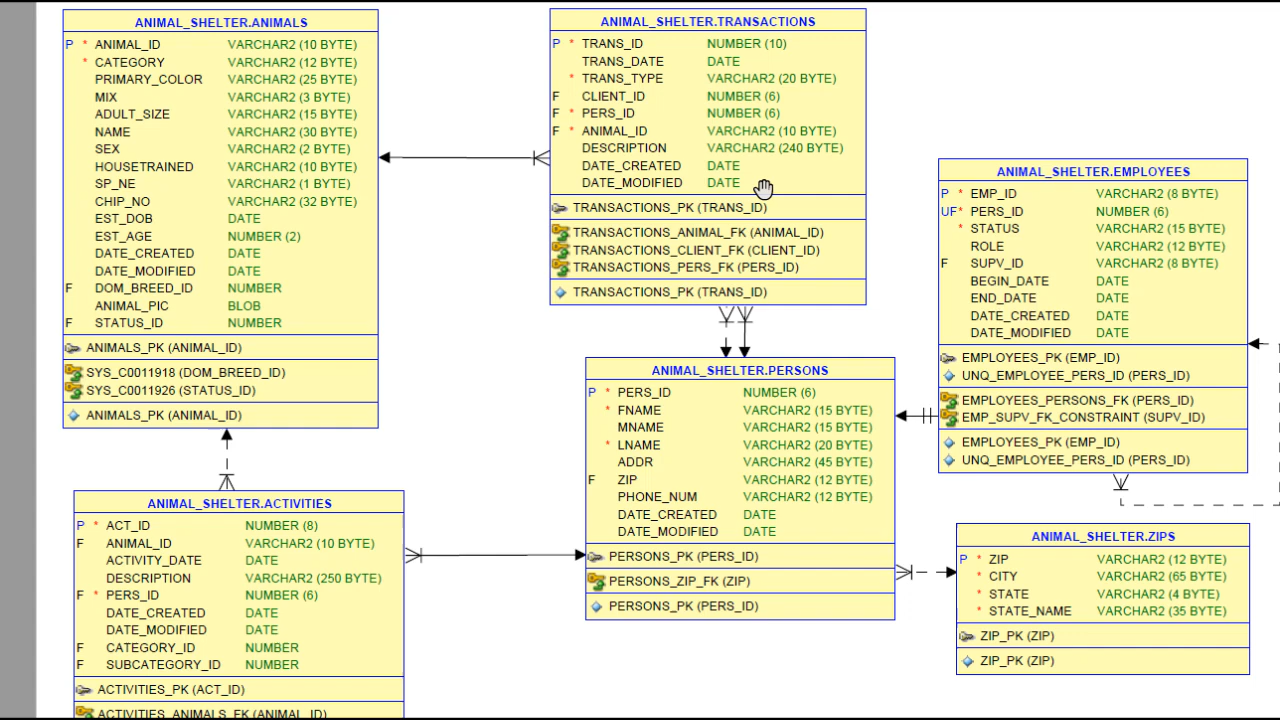 ANIMAL_SHELTER.ANIMALS
P * ANIMAL_ID VARCHAR2 (10 BYTE)
* CATEGORY VARCHAR2 (12 BYTE)
PRIMARY_COLOR VARCHAR2 (25 BYTE)
MIX VARCHAR2 (3 BYTE)
ADULT_SIZE VARCHAR2 (15 BYTE)
NAME VARCHAR2 (30 BYTE)
SEX VARCHAR2 (2 BYTE)
HOUSETRAINED VARCHAR2 (10 BYTE)
SP_NE VARCHAR2 (1 BYTE)
CHIP_NO VARCHAR2 (32 BYTE)
EST_DOB DATE
EST_AGE NUMBER (2)
DATE_CREATED DATE
DATE_MODIFIED DATE
F DOM_BREED_ID NUMBER
ANIMAL_PIC BLOB
F STATUS_ID NUMBER
ANIMALS_PK (ANIMAL_ID)
SYS_C0011918 (DOM_BREED_ID)
SYS_C0011926 (STATUS_ID)
ANIMALS_PK (ANIMAL_ID)
ANIMAL_SHELTER.TRANSACTIONS
P * TRANS_ID NUMBER (10)
TRANS_DATE DATE
* TRANS_TYPE VARCHAR2 (20 BYTE)
F CLIENT_ID NUMBER (6)
F * PERS_ID NUMBER (6)
F * ANIMAL_ID VARCHAR2 (10 BYTE)
DESCRIPTION VARCHAR2 (240 BYTE)
DATE_CREATED DATE
DATE_MODIFIED DATE
TRANSACTIONS_PK (TRANS_ID)
TRANSACTIONS_ANIMAL_FK (ANIMAL_ID)
TRANSACTIONS_CLIENT_FK (CLIENT_ID)
TRANSACTIONS_PERS_FK (PERS_ID)
TRANSACTIONS_PK (TRANS_ID)
ANIMAL_SHELTER.EMPLOYEES
P * EMP_ID VARCHAR2 (8 BYTE)
UF* PERS_ID NUMBER (6)
* STATUS VARCHAR2 (15 BYTE)
ROLE VARCHAR2 (12 BYTE)
F SUPV_ID VARCHAR2 (8 BYTE)
BEGIN_DATE DATE
END_DATE DATE
DATE_CREATED DATE
DATE_MODIFIED DATE
EMPLOYEES_PK (EMP_ID)
UNQ_EMPLOYEE_PERS_ID (PERS_ID)
EMPLOYEES_PERSONS_FK (PERS_ID)
EMP_SUPV_FK_CONSTRAINT (SUPV_ID)
EMPLOYEES_PK (EMP_ID)
UNQ_EMPLOYEE_PERS_ID (PERS_ID)
ANIMAL_SHELTER.PERSONS
P * PERS_ID NUMBER (6)
* FNAME VARCHAR2 (15 BYTE)
MNAME VARCHAR2 (15 BYTE)
* LNAME VARCHAR2 (20 BYTE)
ADDR VARCHAR2 (45 BYTE)
F ZIP VARCHAR2 (12 BYTE)
PHONE_NUM VARCHAR2 (12 BYTE)
DATE_CREATED DATE
DATE_MODIFIED DATE
PERSONS_PK (PERS_ID)
PERSONS_ZIP_FK (ZIP)
PERSONS_PK (PERS_ID)
ANIMAL_SHELTER.ACTIVITIES
P * ACT_ID NUMBER (8)
F ANIMAL_ID VARCHAR2 (10 BYTE)
ACTIVITY_DATE DATE
DESCRIPTION VARCHAR2 (250 BYTE)
F * PERS_ID NUMBER (6)
DATE_CREATED DATE
DATE_MODIFIED DATE
F CATEGORY_ID NUMBER
F SUBCATEGORY_ID NUMBER
ACTIVITIES_PK (ACT_ID)
ACTIVITIES_ANIMALS_FK (ANIMAL_ID)
ANIMAL_SHELTER.ZIPS
P * ZIP VARCHAR2 (12 BYTE)
* CITY VARCHAR2 (65 BYTE)
* STATE VARCHAR2 (4 BYTE)
* STATE_NAME VARCHAR2 (35 BYTE)
ZIP_PK (ZIP)
ZIP_PK (ZIP)